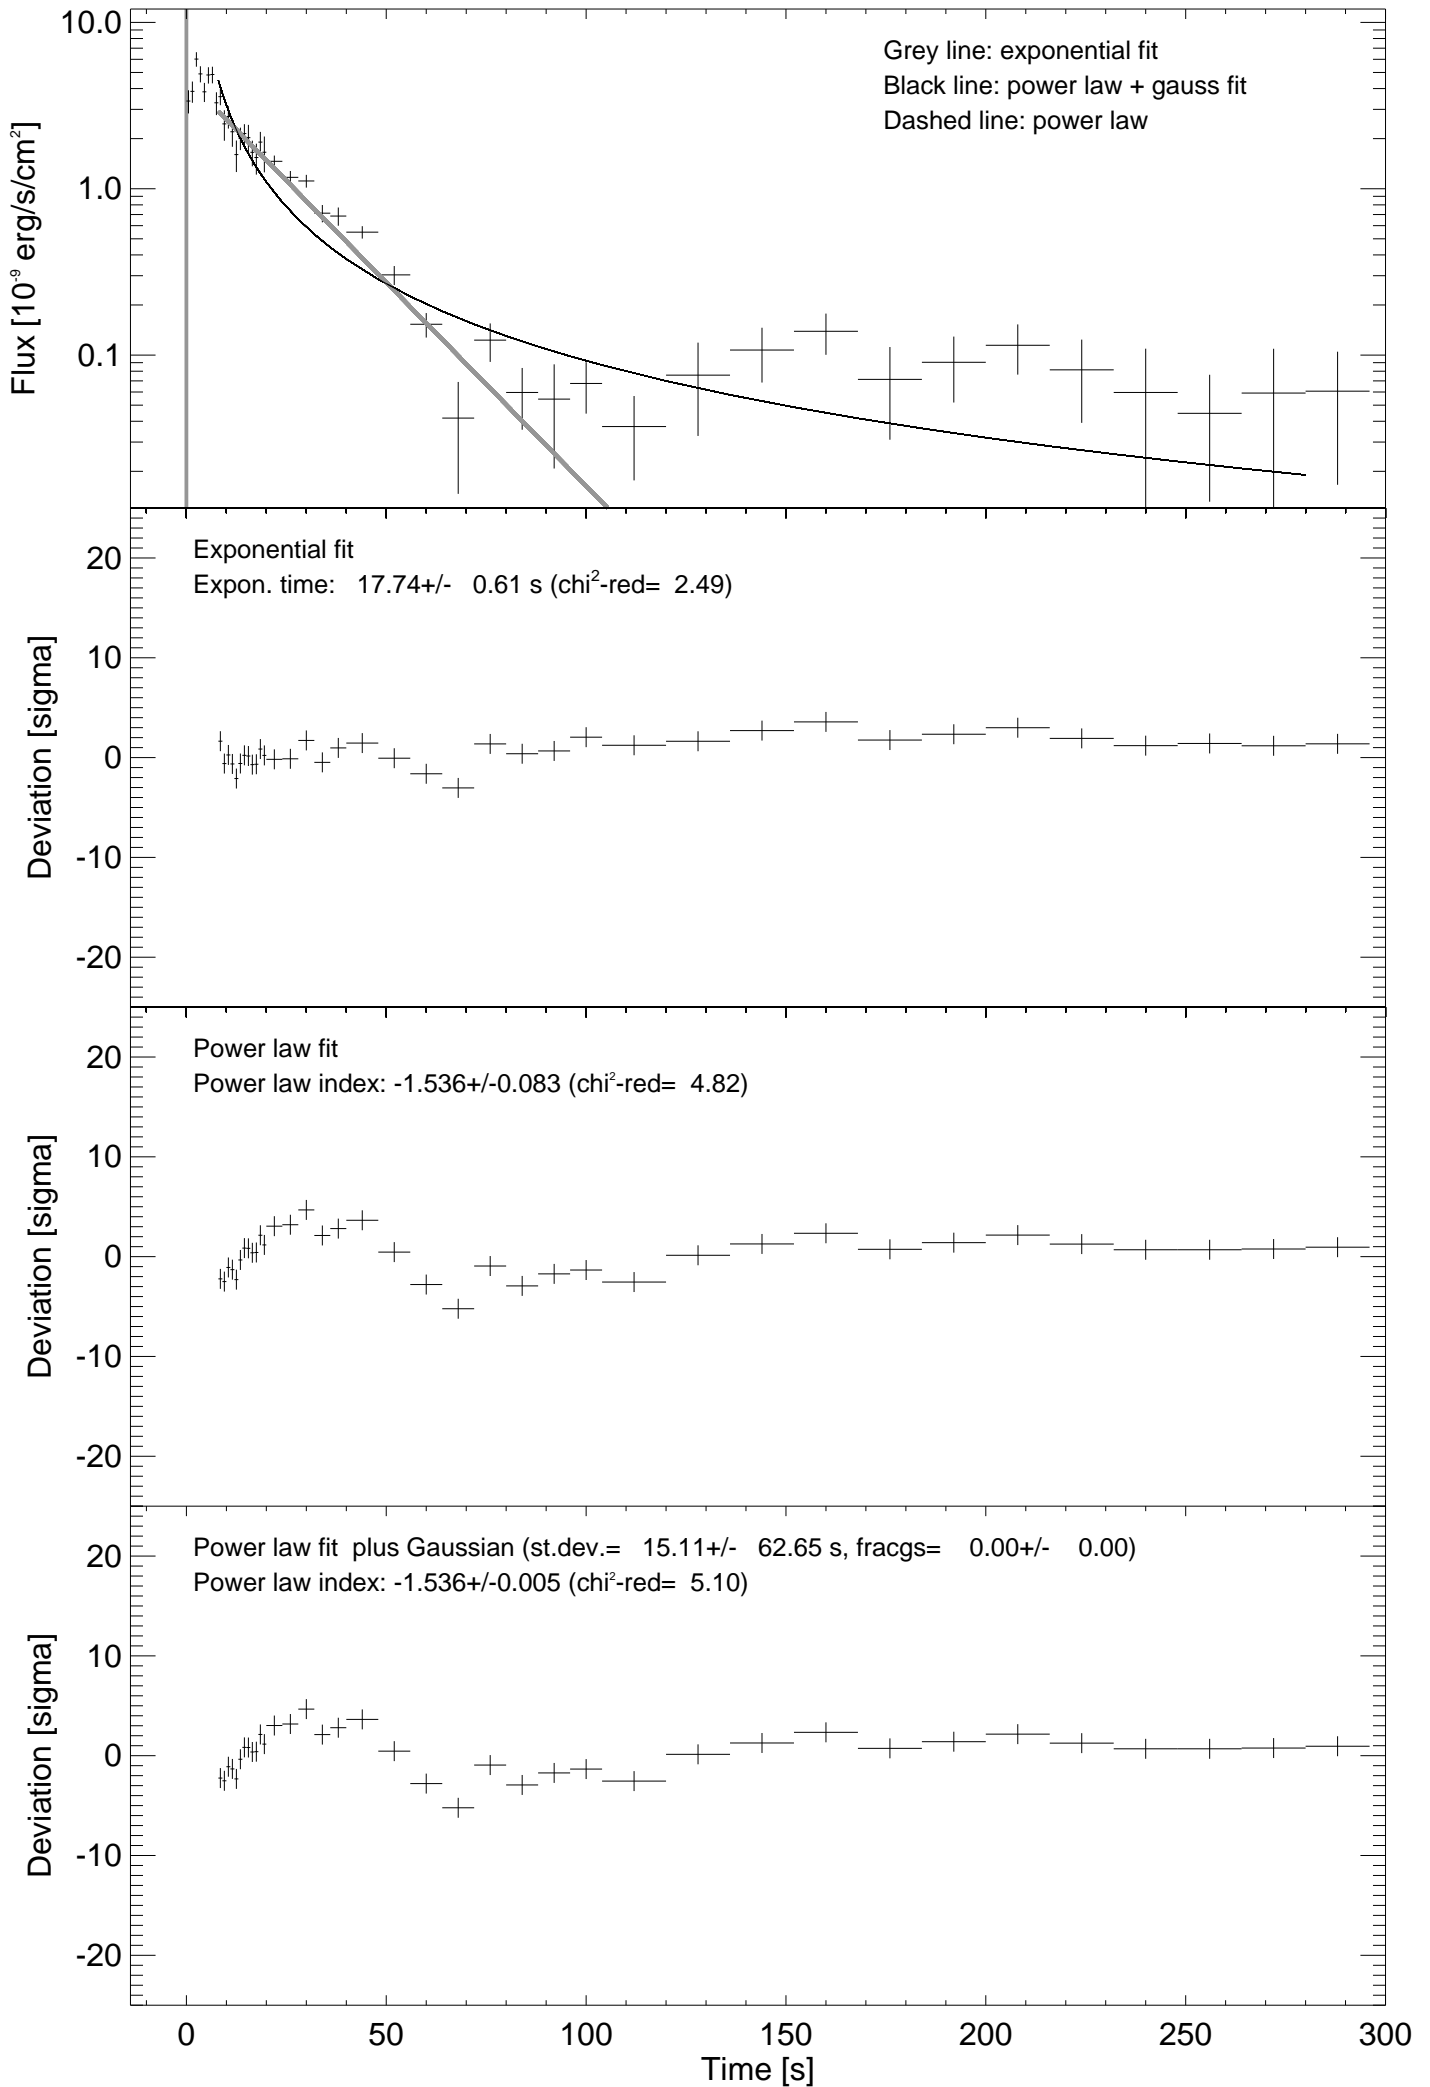 10.0
1.0
0.1
Flux [10⁻⁹ erg/s/cm²]
Grey line: exponential fit
Black line: power law + gauss fit
Dashed line: power law
20
10
0
-10
-20
Deviation [sigma]
Exponential fit
Expon. time: 17.74+/- 0.61 s (chi²-red= 2.49)
20
10
0
-10
-20
Deviation [sigma]
Power law fit
Power law index: -1.536+/-0.083 (chi²-red= 4.82)
20
10
0
-10
-20
Deviation [sigma]
Power law fit plus Gaussian (st.dev.= 15.11+/- 62.65 s, fracgs= 0.00+/- 0.00)
Power law index: -1.536+/-0.005 (chi²-red= 5.10)
0 50 100 150 200 250 300
Time [s]